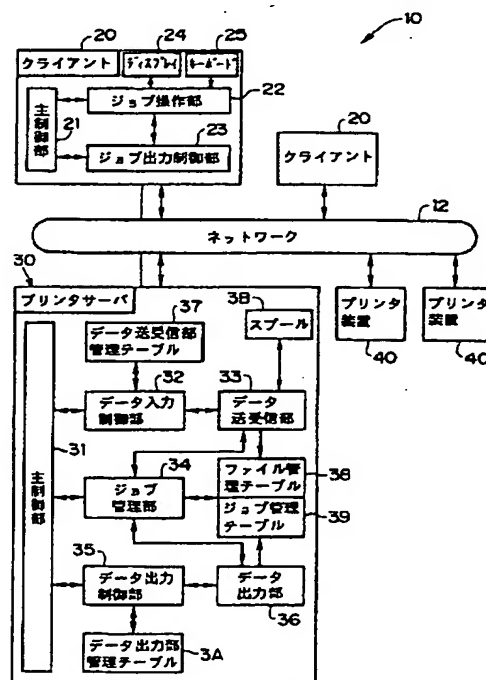 10
20
24
25
クライアント
ディスプレイ
キーボード
主制御部
21
ジョブ操作部
22
23
ジョブ出力制御部
20
クライアント
12
ネットワーク
30
プリンタサーバ
37
データ送受信部
管理テーブル
38
スプール
プリンタ
装置
40
プリンタ
装置
40
31
主制御部
32
データ入力
制御部
33
データ
送受信部
34
ジョブ
管理部
ファイル管
理テーブル
38
ジョブ管理
テーブル
39
35
データ出力
制御部
データ
出力部
36
データ出力部
管理テーブル
3A